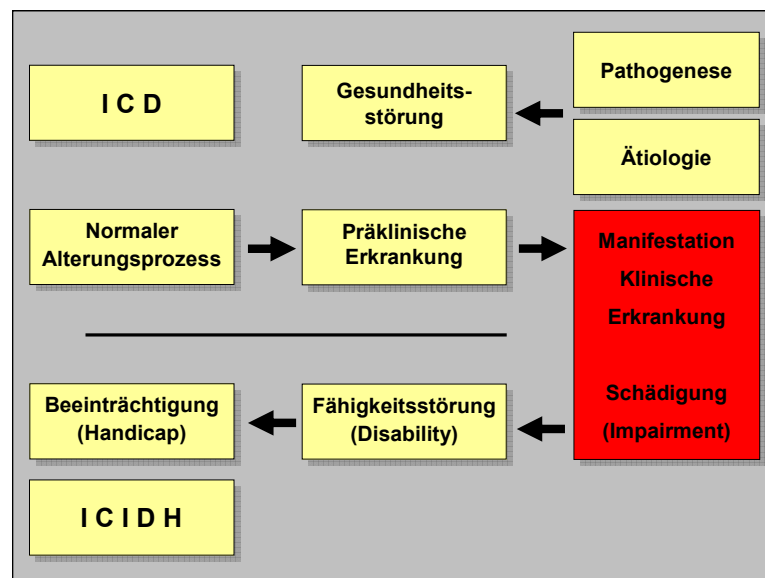 I C D
Gesundheits-
störung
Pathogenese
Ätiologie
Normaler
Alterungsprozess
Präklinische
Erkrankung
Manifestation
Klinische
Erkrankung
Schädigung
(Impairment)
Beeinträchtigung
(Handicap)
Fähigkeitsstörung
(Disability)
I C I D H